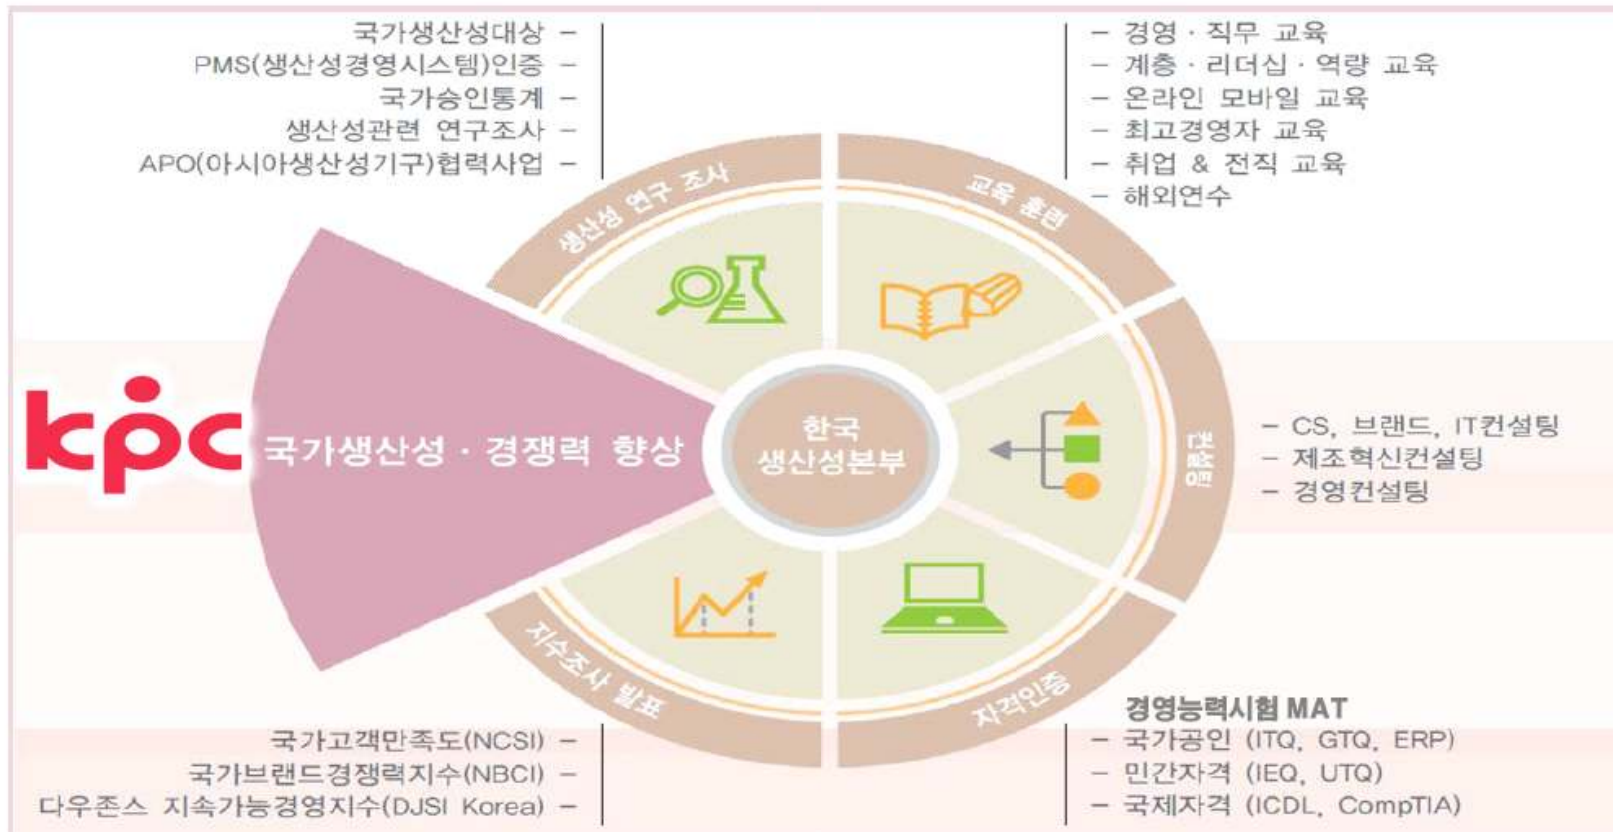 국가생산성대상 –
PMS(생산성경영시스템)인증 –
국가승인통계 –
생산성관련 연구조사 –
APO(아시아생산성기구)협력사업 –
– 경영 · 직무 교육
– 계층 · 리더십 · 역량 교육
– 온라인 모바일 교육
– 최고경영자 교육
– 취업 & 전직 교육
– 해외연수
생산성 연구 조사
교육 훈련
kpc
국가생산성 · 경쟁력 향상
한국
생산성본부
컨설팅
– CS, 브랜드, IT컨설팅
– 제조혁신컨설팅
– 경영컨설팅
지수조사 발표
자격인증
국가고객만족도(NCSI) –
국가브랜드경쟁력지수(NBCI) –
다우존스 지속가능경영지수(DJSI Korea) –
경영능력시험 MAT
– 국가공인 (ITQ, GTQ, ERP)
– 민간자격 (IEQ, UTQ)
– 국제자격 (ICDL, CompTIA)